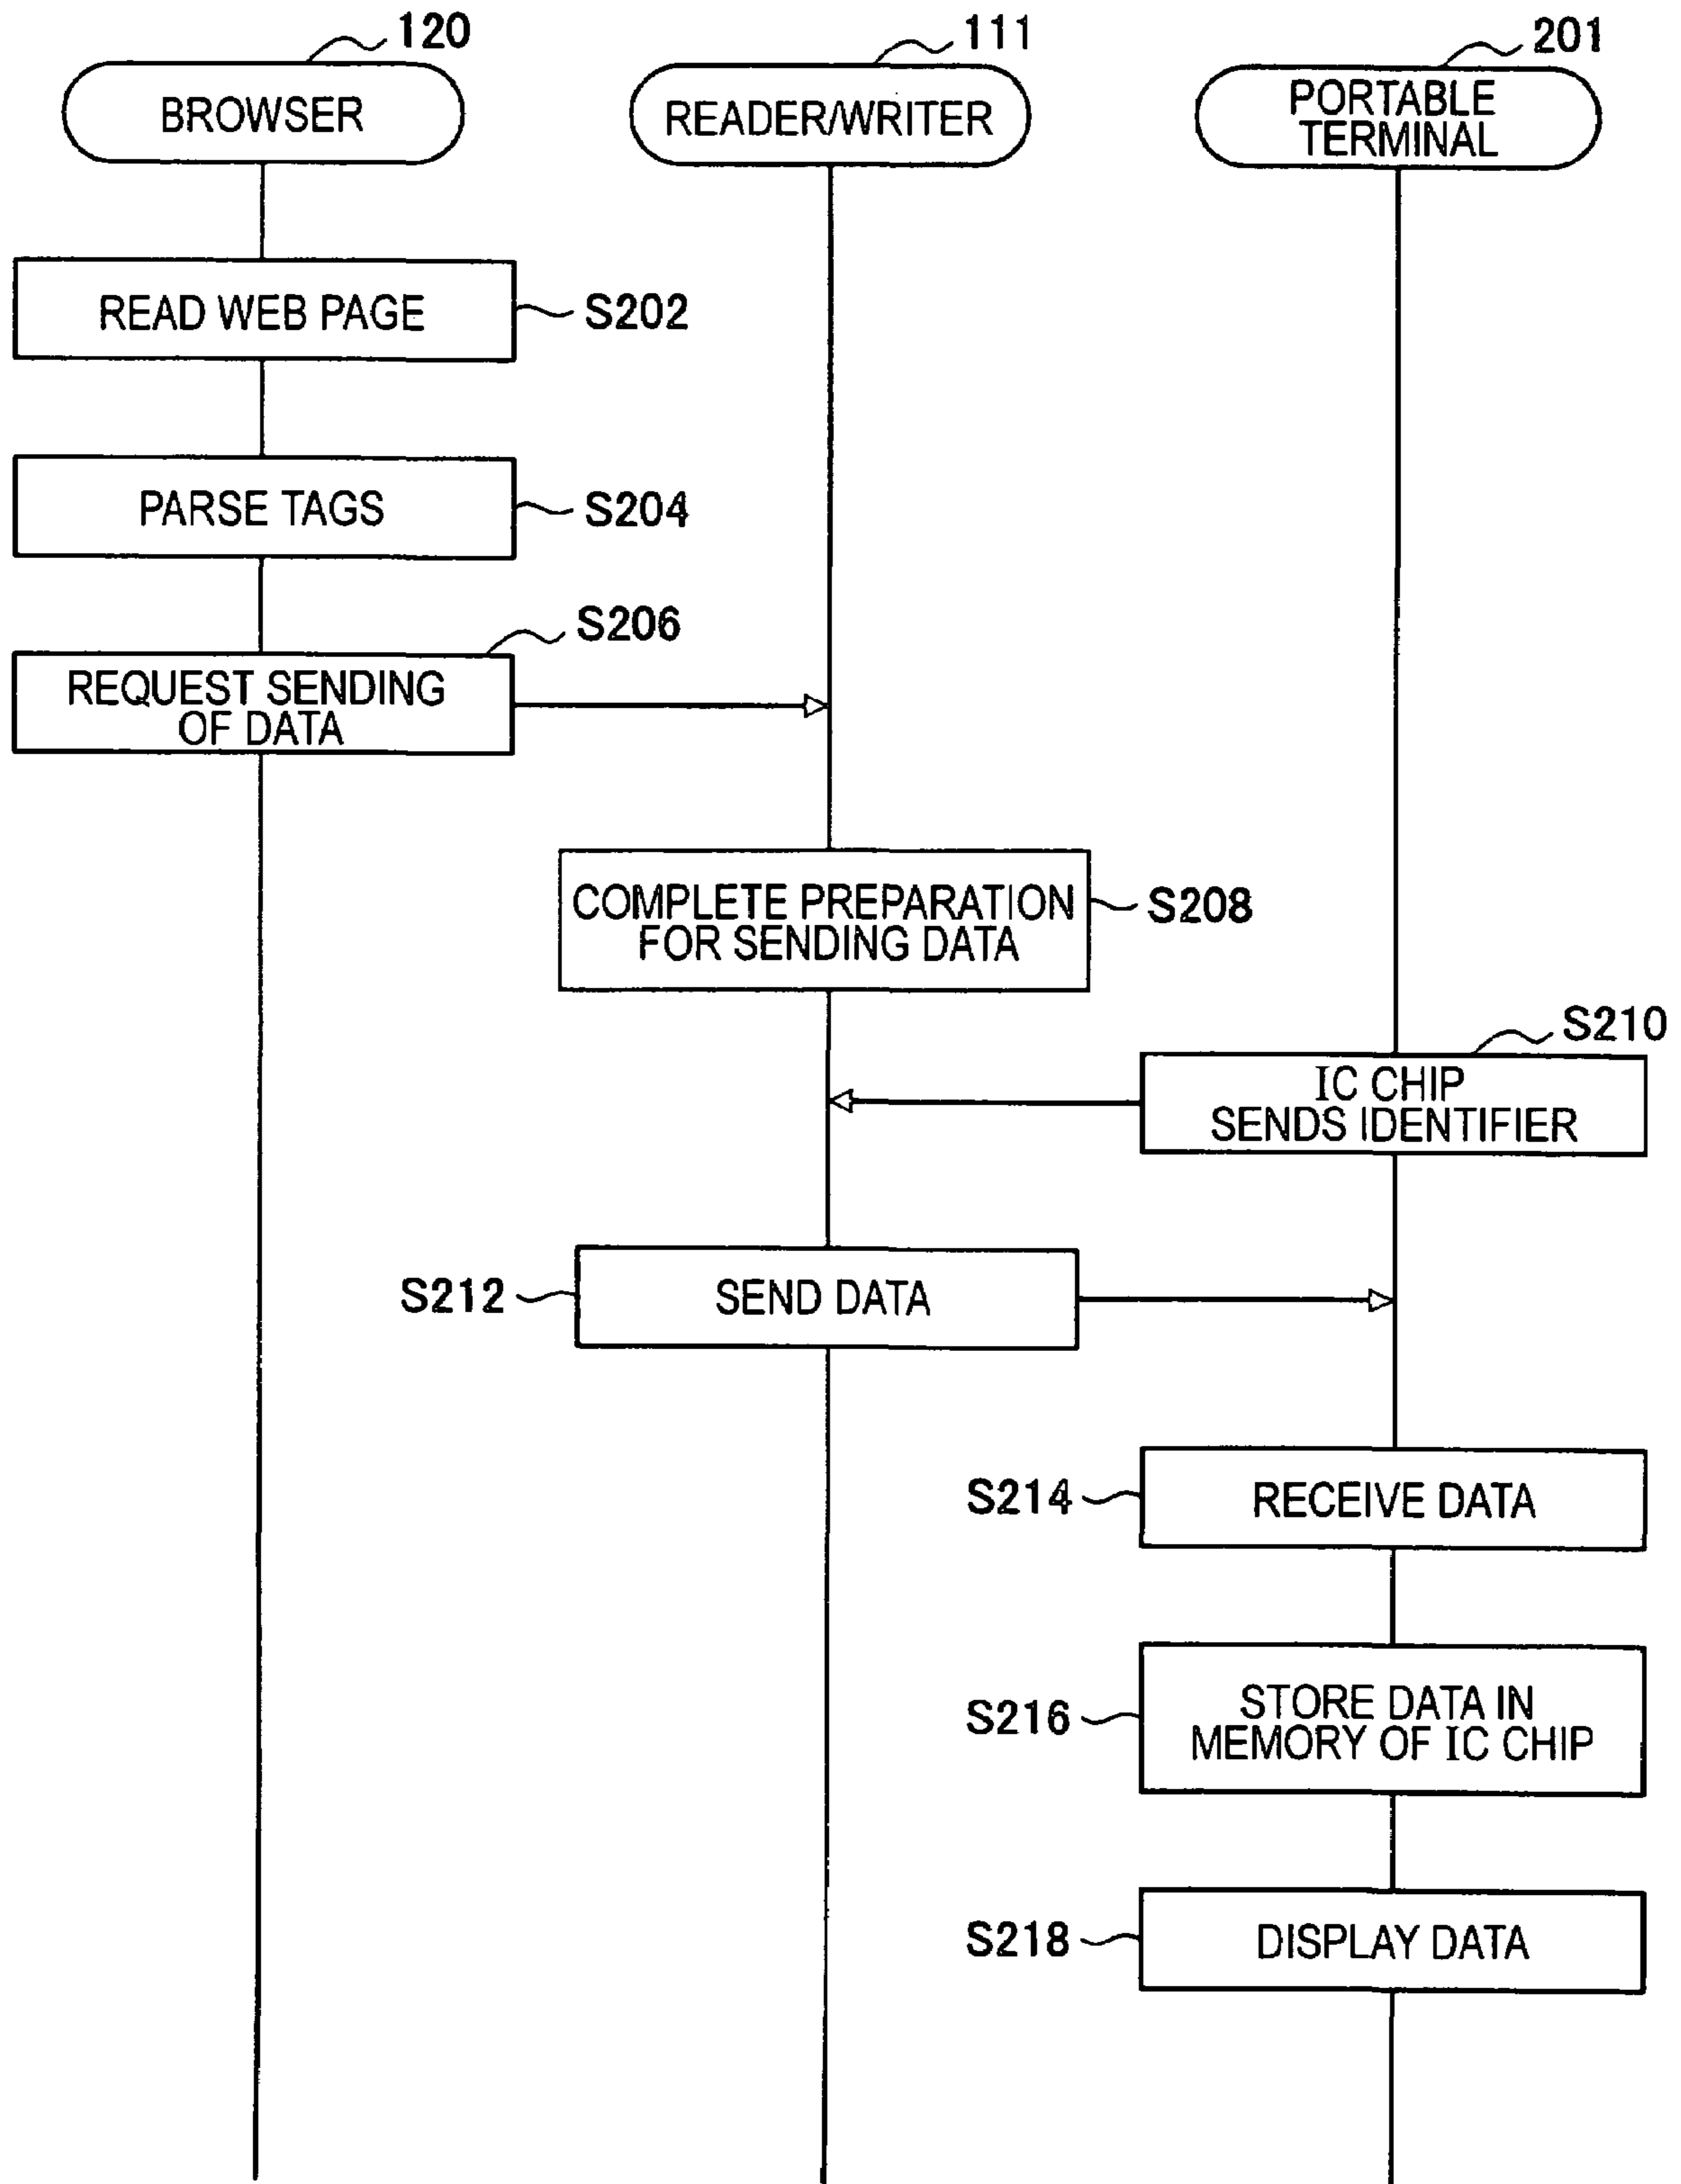 120
111
201
BROWSER
READER/WRITER
PORTABLE
TERMINAL
READ WEB PAGE
S202
PARSE TAGS
S204
S206
REQUEST SENDING
OF DATA
COMPLETE PREPARATION
FOR SENDING DATA
S208
S210
IC CHIP
SENDS IDENTIFIER
S212
SEND DATA
S214
RECEIVE DATA
S216
STORE DATA IN
MEMORY OF IC CHIP
S218
DISPLAY DATA